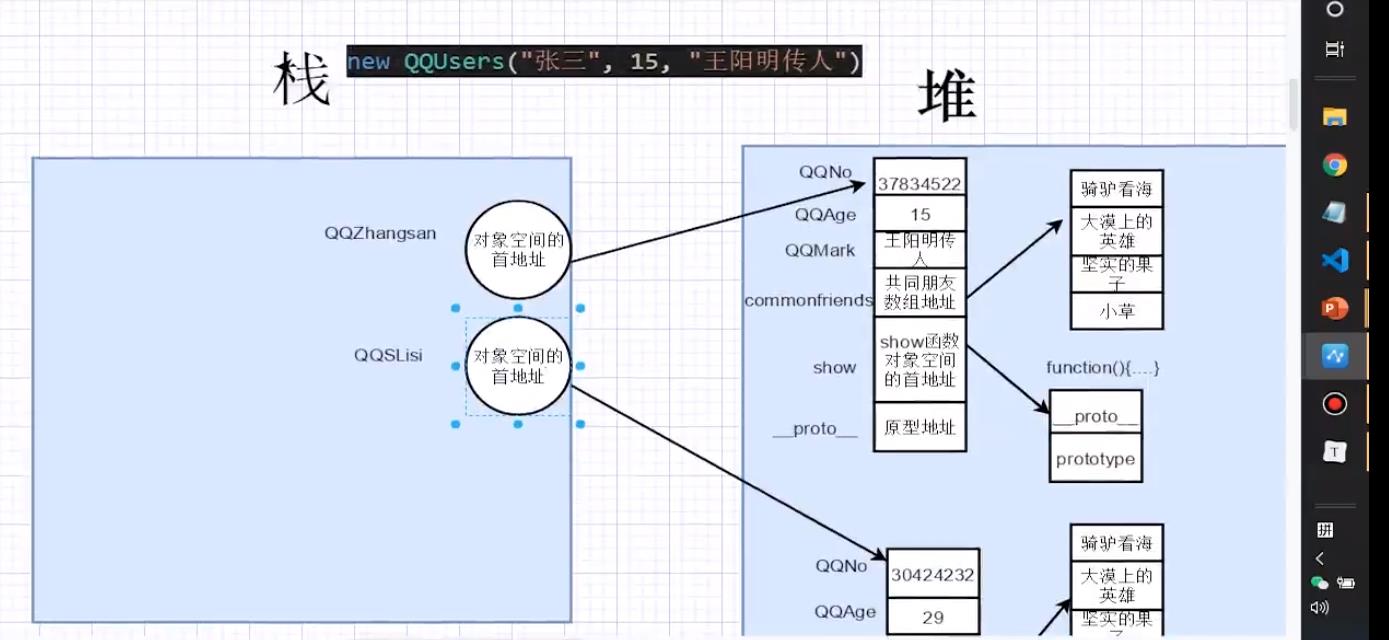 栈
new QQUsers("张三", 15, "王阳明传人")
堆
QQZhangsan
对象空间的
首地址
QQSLisi
对象空间的
首地址
QQNo
37834522
QQAge
15
QQMark
王阳明传
人
commonfriends
共同朋友
数组地址
show
show函数
对象空间
的首地址
__proto__
原型地址
骑驴看海
大漠上的
英雄
坚实的果
子
小草
function(){....}
__proto__
prototype
QQNo
30424232
QQAge
29
骑驴看海
大漠上的
英雄
坚实的果
子
T
拼